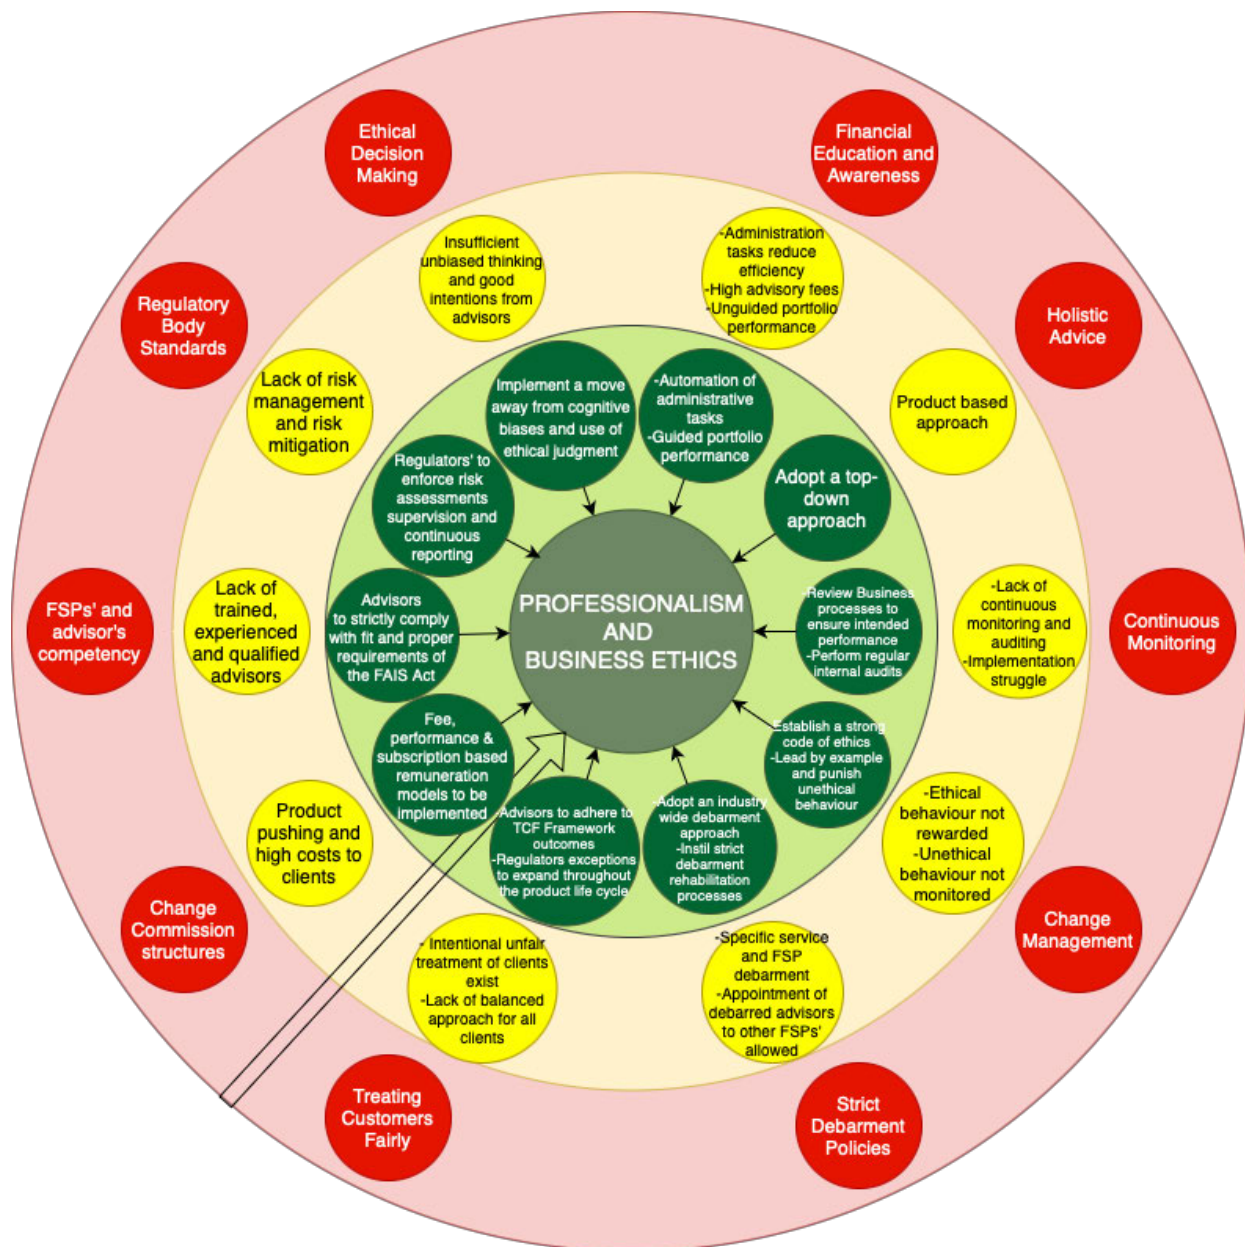 Ethical
Decision
Making
Financial
Education and
Awareness
Regulatory
Body
Standards
Holistic
Advice
FSPs' and
advisor's
competency
Continuous
Monitoring
Change
Commission
structures
Change
Management
Treating
Customers
Fairly
Strict
Debarment
Policies
Insufficient
unbiased thinking
and good
intentions from
advisors
-Administration
tasks reduce
efficiency
-High advisory fees
-Unguided portfolio
performance
Lack of risk
management
and risk
mitigation
Product based
approach
Lack of
trained,
experienced
and qualified
advisors
-Lack of
continuous
monitoring and
auditing
-Implementation
struggle
Product
pushing and
high costs to
clients
-Ethical
behaviour not
rewarded
-Unethical
behaviour not
monitored
- Intentional unfair
treatment of clients
exist
-Lack of balanced
approach for all
clients
-Specific service
and FSP
debarment
-Appointment of
debarred advisors
to other FSPs'
allowed
Implement a move
away from cognitive
biases and use of
ethical judgment
-Automation of
administrative
tasks
-Guided portfolio
performance
Regulators' to
enforce risk
assessments
supervision and
continuous
reporting
Adopt a top-
down
approach
Advisors
to strictly comply
with fit and proper
requirements of
the FAIS Act
-Review Business
processes to
ensure intended
performance
-Perform regular
internal audits
Fee,
performance &
subscription based
remuneration
models to be
implemented
Establish a strong
code of ethics
-Lead by example
and punish
unethical
behaviour
-Advisors to adhere to
TCF Framework
outcomes
-Regulators exceptions
to expand throughout
the product life cycle
-Adopt an industry
wide debarment
approach
-Instil strict
debarment
rehabilitation
processes
PROFESSIONALISM
AND
BUSINESS ETHICS